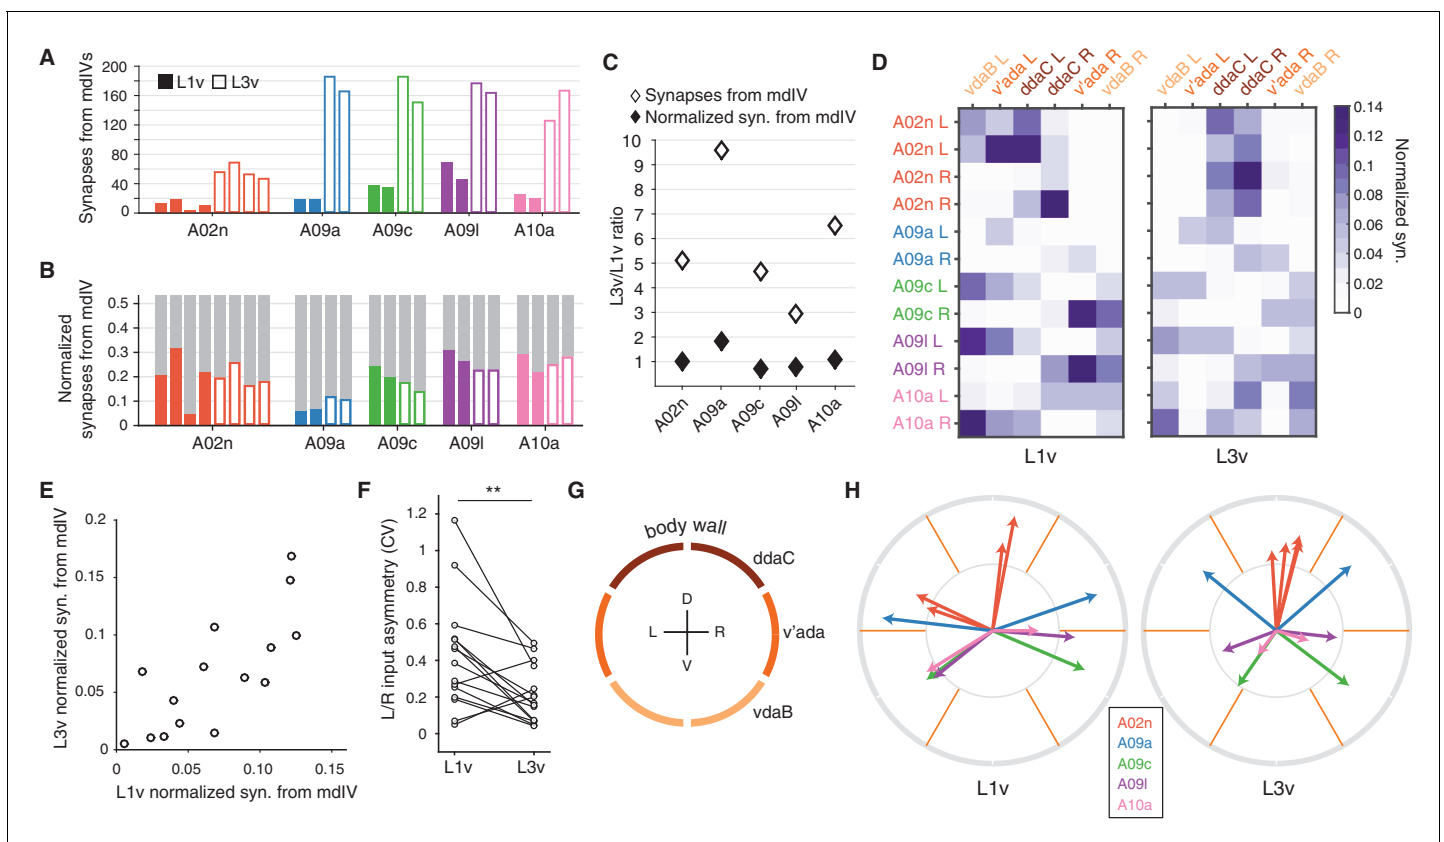 A
Synapses from mdIVs
200
160
120
80
40
0
L1v L3v
A02n A09a A09c A09l A10a
B
Normalized
synapses from mdIV
0.5
0.4
0.3
0.2
0.1
0
A02n A09a A09c A09l A10a
C
Synapses from mdIV
Normalized syn. from mdIV
L3v/L1v ratio
10
9
8
7
6
5
4
3
2
1
A02n A09a A09c A09l A10a
D
vdaB L v'ada L ddaC L ddaC R v'ada R vdaB R
vdaB L v'ada L ddaC L ddaC R v'ada R vdaB R
A02n L
A02n L
A02n R
A02n R
A09a L
A09a R
A09c L
A09c R
A09l L
A09l R
A10a L
A10a R
L1v L3v
0.14
0.12
0.1
0.08
0.06
0.04
0.02
0
Normalized syn.
E
L3v normalized syn. from mdIV
0.2
0.15
0.1
0.05
0
0 0.05 0.10 0.15
L1v normalized syn. from mdIV
F
L/R input asymmetry (CV)
**
1.2
1
0.8
0.6
0.4
0.2
0
L1v L3v
G
body wall
ddaC
v'ada
vdaB
D
L R
V
H
L1v
L3v
A02n
A09a
A09c
A09l
A10a